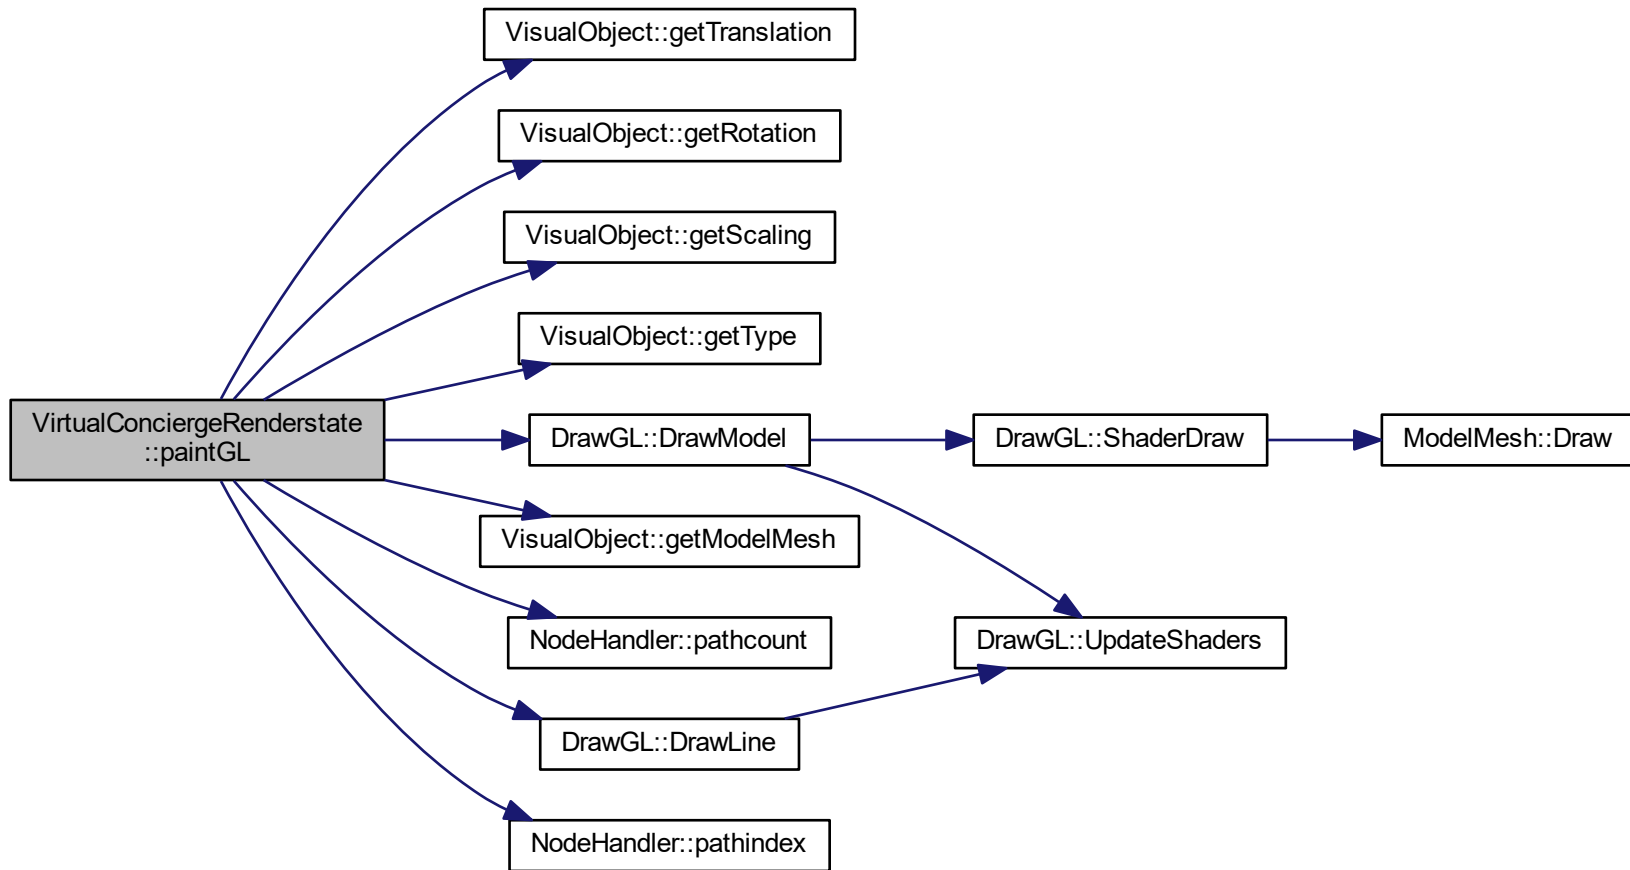 VisualObject::getTranslation
VisualObject::getRotation
VisualObject::getScaling
VisualObject::getType
VirtualConciergeRenderstate
::paintGL
DrawGL::DrawModel
DrawGL::ShaderDraw
ModelMesh::Draw
VisualObject::getModelMesh
NodeHandler::pathcount
DrawGL::UpdateShaders
DrawGL::DrawLine
NodeHandler::pathindex